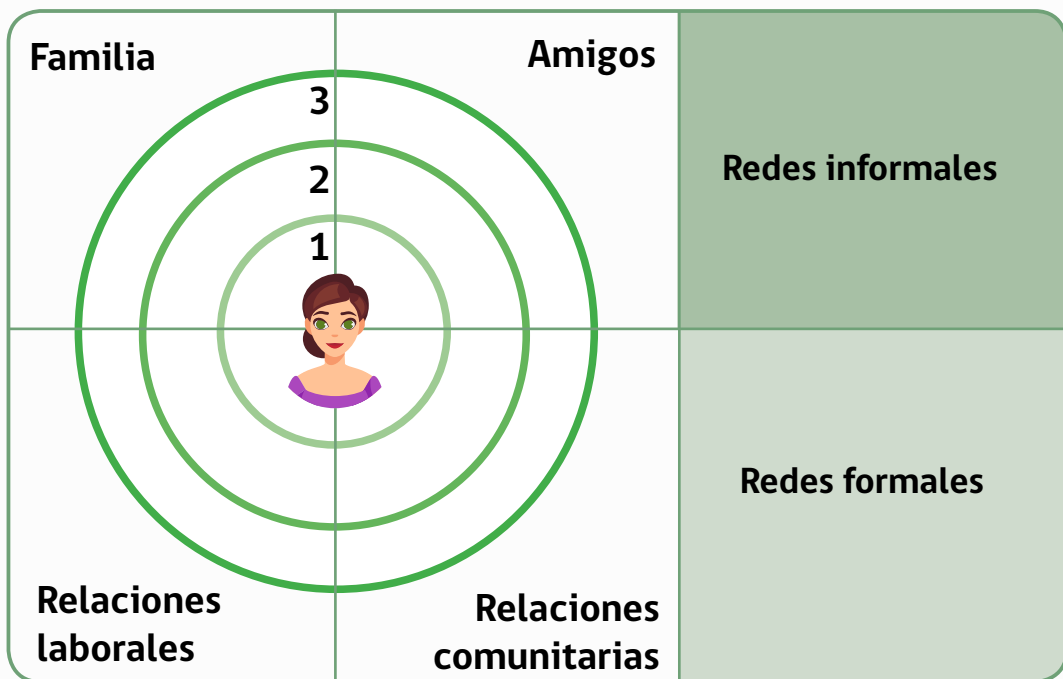 Familia
Amigos
3
2
1
Redes informales
Redes formales
Relaciones
laborales
Relaciones
comunitarias